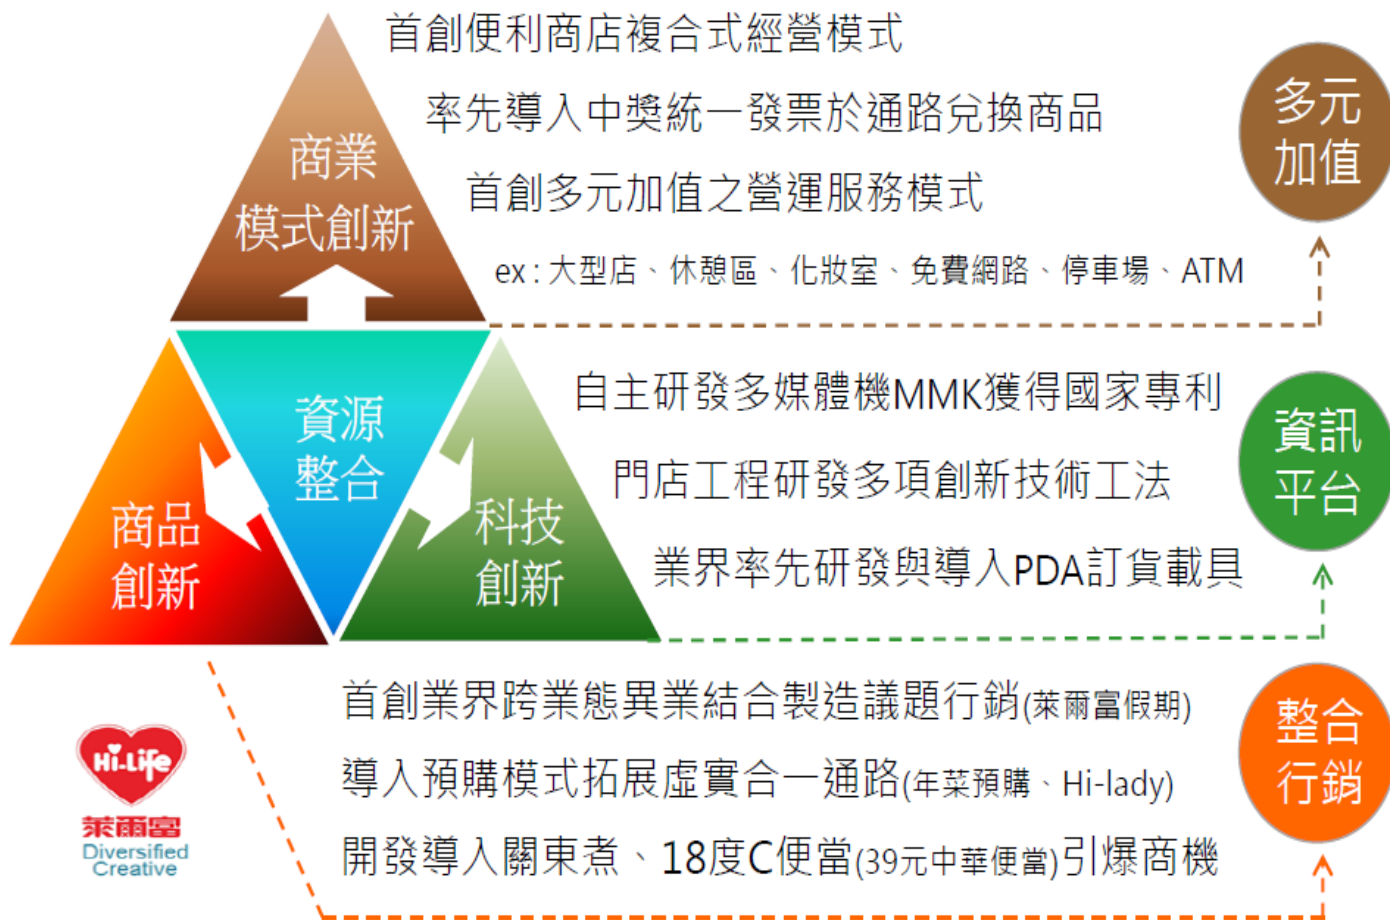 首創便利商店複合式經營模式
率先導入中獎統一發票於通路兌換商品
首創多元加值之營運服務模式
ex : 大型店、休憩區、化妝室、免費網路、停車場、ATM
多元
加值
商業
模式創新
資源
整合
商品
創新
科技
創新
自主研發多媒體機MMK獲得國家專利
門店工程研發多項創新技術工法
業界率先研發與導入PDA訂貨載具
資訊
平台
首創業界跨業態異業結合製造議題行銷(萊爾富假期)
導入預購模式拓展虛實合一通路(年菜預購、Hi-lady)
開發導入關東煮、18度C便當(39元中華便當)引爆商機
整合
行銷
Hi-Life
萊爾富
Diversified
Creative